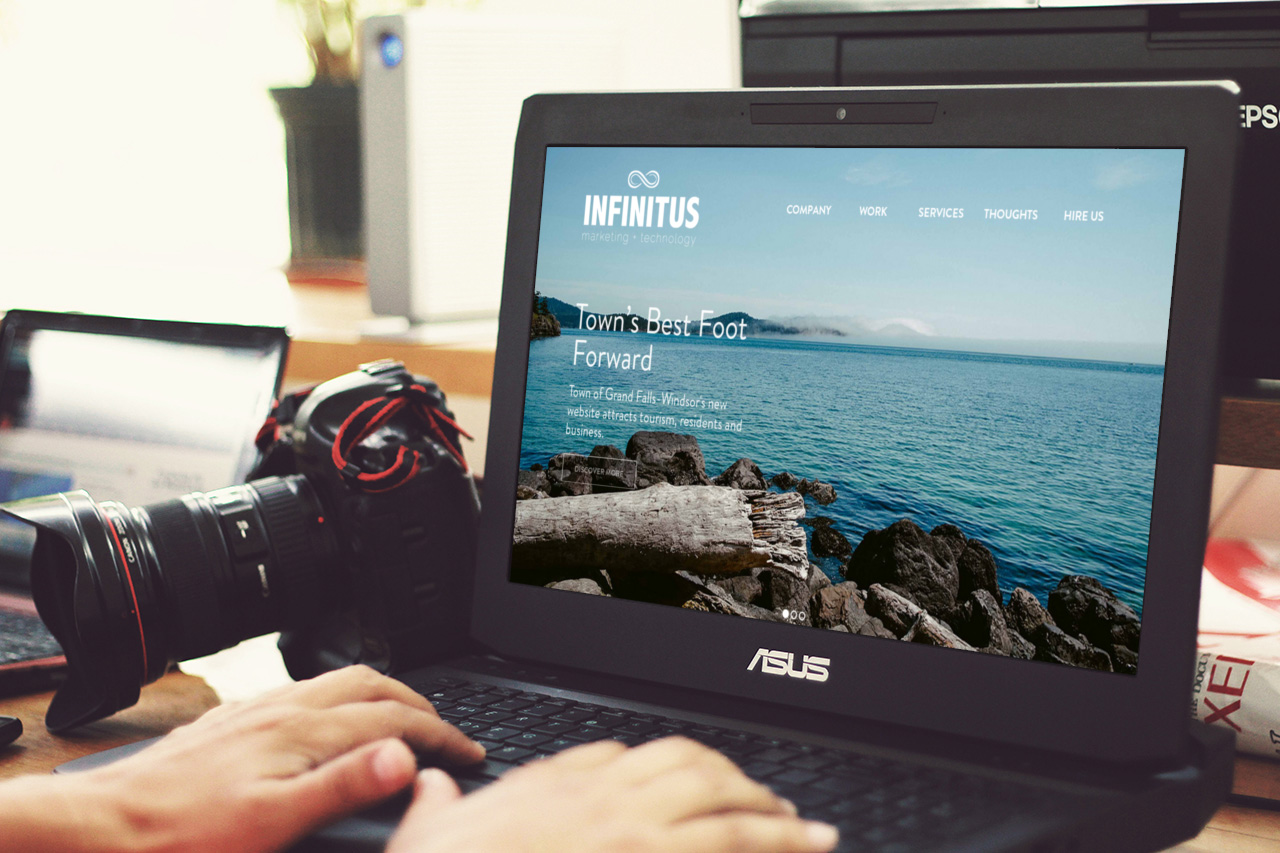 EPS
INFINITUS
marketing + technology
COMPANY WORK SERVICES THOUGHTS HIRE US
Town's Best Foot
Forward
Town of Grand Falls-Windsor's new
website attracts tourism, residents and
business.
DISCOVER MORE
ASUS
XEI